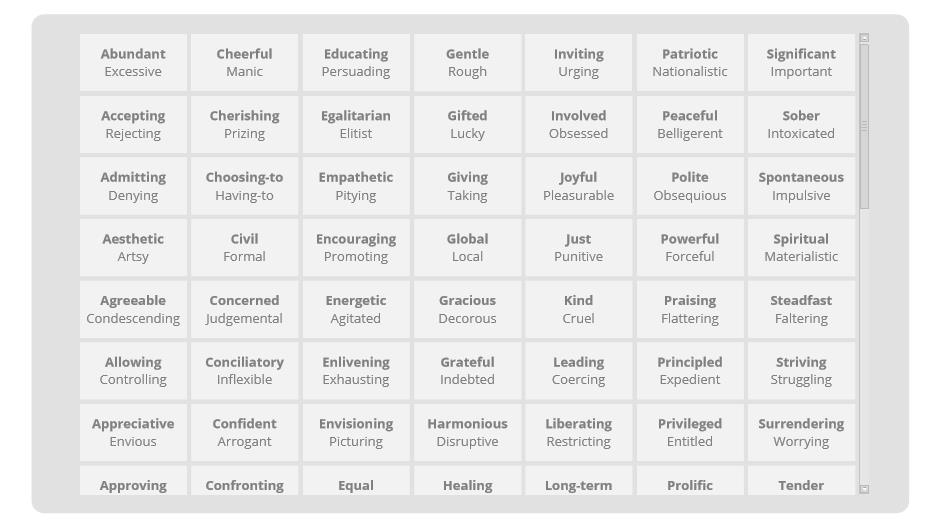 Abundant Cheerful Educating Gentle Inviting Patriotic Significant
Excessive Manic Persuading Rough Urging Nationalistic Important
Accepting Cherishing Egalitarian Gifted Involved Peaceful Sober
Rejecting Prizing Elitist Lucky Obsessed Belligerent Intoxicated
Admitting Choosing-to Empathetic Giving Joyful Polite Spontaneous
Denying Having-to Pitying Taking Pleasurable Obsequious Impulsive
Aesthetic Civil Encouraging Global Just Powerful Spiritual
Artsy Formal Promoting Local Punitive Forceful Materialistic
Agreeable Concerned Energetic Gracious Kind Praising Steadfast
Condescending Judgemental Agitated Decorous Cruel Flattering Faltering
Allowing Conciliatory Enlivening Grateful Leading Principled Striving
Controlling Inflexible Exhausting Indebted Coercing Expedient Struggling
Appreciative Confident Envisioning Harmonious Liberating Privileged Surrendering
Envious Arrogant Picturing Disruptive Restricting Entitled Worrying
Approving Confronting Equal Healing Long-term Prolific Tender